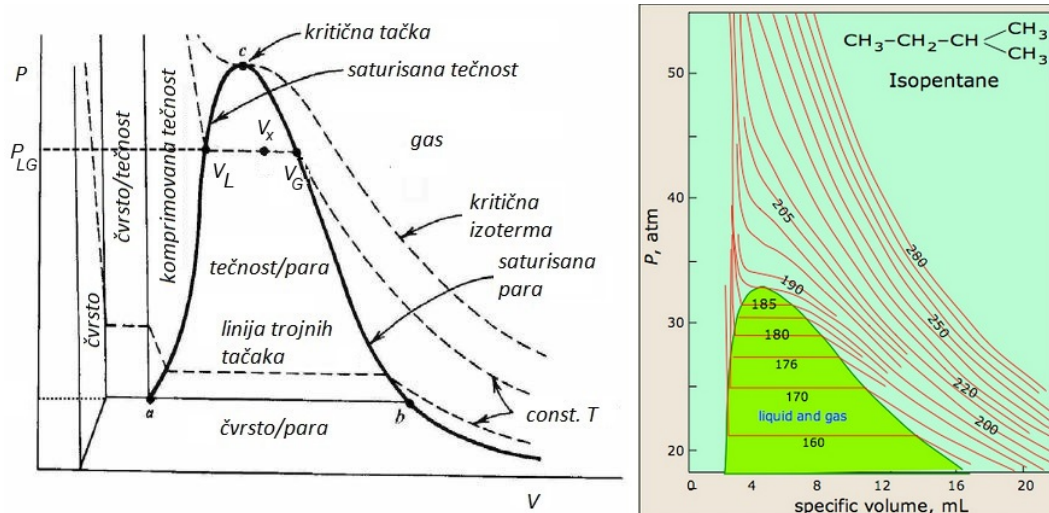 P
P_LG
čvrsto
čvrsto/tečnost
komprimovana tečnost
c
kritična tačka
saturisana tečnost
V_L
V_x
V_G
gas
kritična
izoterma
tečnost/para
saturisana
para
linija trojnih
tačaka
a
b
const. T
čvrsto/para
V
P, atm
50
40
30
20
CH₃–CH₂–CH
CH₃
CH₃
Isopentane
205
280
190
185
180
250
176
170
220
liquid and gas
200
160
0
4
8
12
16
20
specific volume, mL